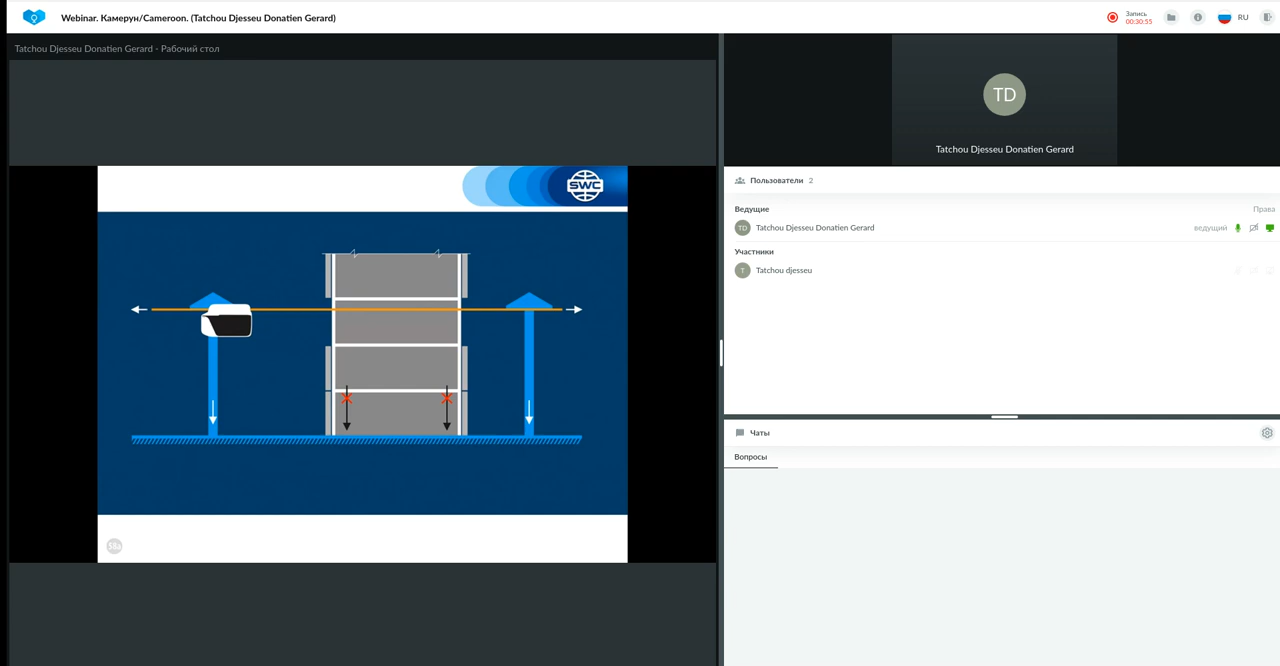 Webinar. Камерун/Cameroon. (Tatchou Djesseu Donatien Gerard)
Запись
00:30:55
RU
Tatchou Djesseu Donatien Gerard - Рабочий стол
SWC
58a
TD
Tatchou Djesseu Donatien Gerard
Пользователи 2
Ведущие Права
TD Tatchou Djesseu Donatien Gerard ведущий
Участники
T Tatchou djesseu
Чаты
Вопросы